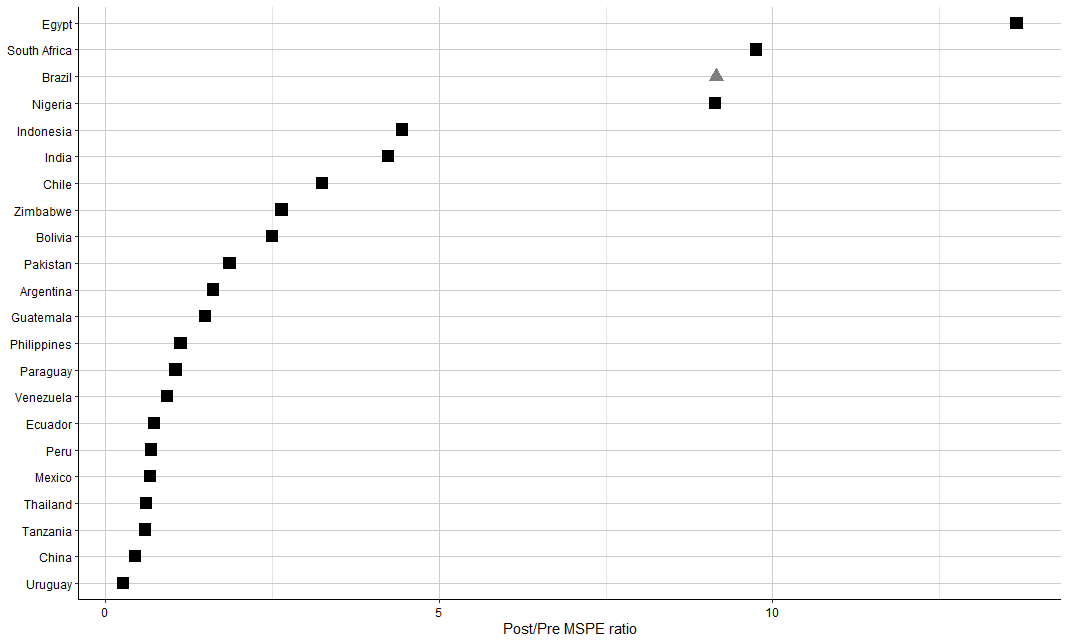 Egypt
South Africa
Brazil
Nigeria
Indonesia
India
Chile
Zimbabwe
Bolivia
Pakistan
Argentina
Guatemala
Philippines
Paraguay
Venezuela
Ecuador
Peru
Mexico
Thailand
Tanzania
China
Uruguay
0 5 10
Post/Pre MSPE ratio